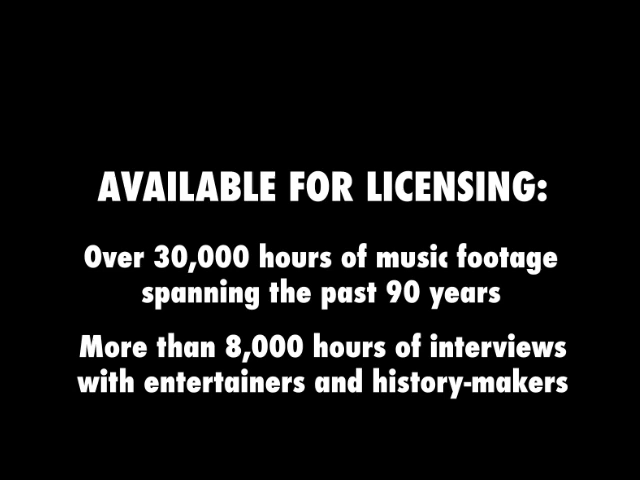 AVAILABLE FOR LICENSING:
Over 30,000 hours of music footage
spanning the past 90 years
More than 8,000 hours of interviews
with entertainers and history-makers